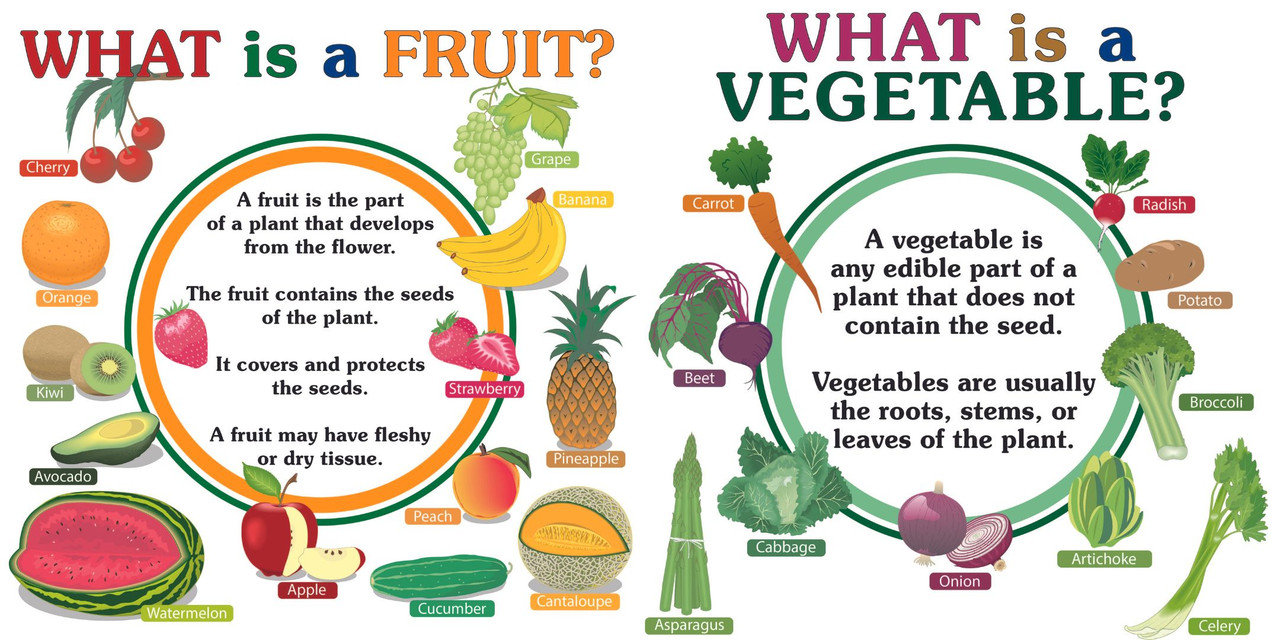 WHAT is a FRUIT?
Cherry
Grape
Banana
Orange
Kiwi
Strawberry
Avocado
Pineapple
Peach
Watermelon
Apple
Cucumber
Cantaloupe
A fruit is the part
of a plant that develops
from the flower.
The fruit contains the seeds
of the plant.
It covers and protects
the seeds.
A fruit may have fleshy
or dry tissue.
WHAT is a
VEGETABLE?
Carrot
Radish
Potato
Beet
Broccoli
Cabbage
Artichoke
Onion
Asparagus
Celery
A vegetable is
any edible part of a
plant that does not
contain the seed.
Vegetables are usually
the roots, stems, or
leaves of the plant.